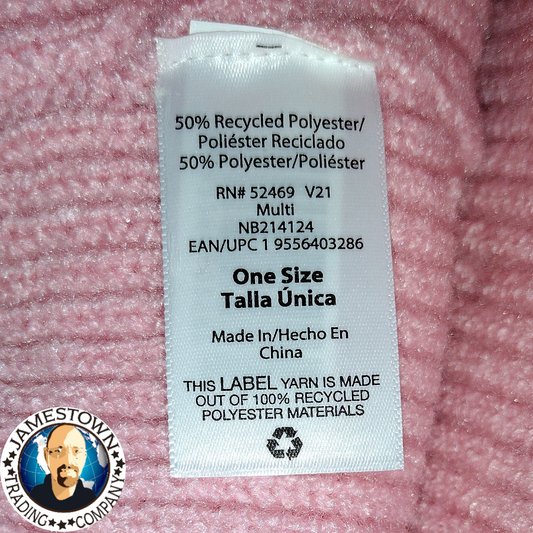 50% Recycled Polyester/
Poliéster Reciclado
50% Polyester/Poliéster
RN# 52469 V21
Multi
NB214124
EAN/UPC 1 9556403286
One Size
Talla Única
Made In/Hecho En
China
THIS LABEL YARN IS MADE
OUT OF 100% RECYCLED
POLYESTER MATERIALS
JAMESTOWN
TRADING COMPANY